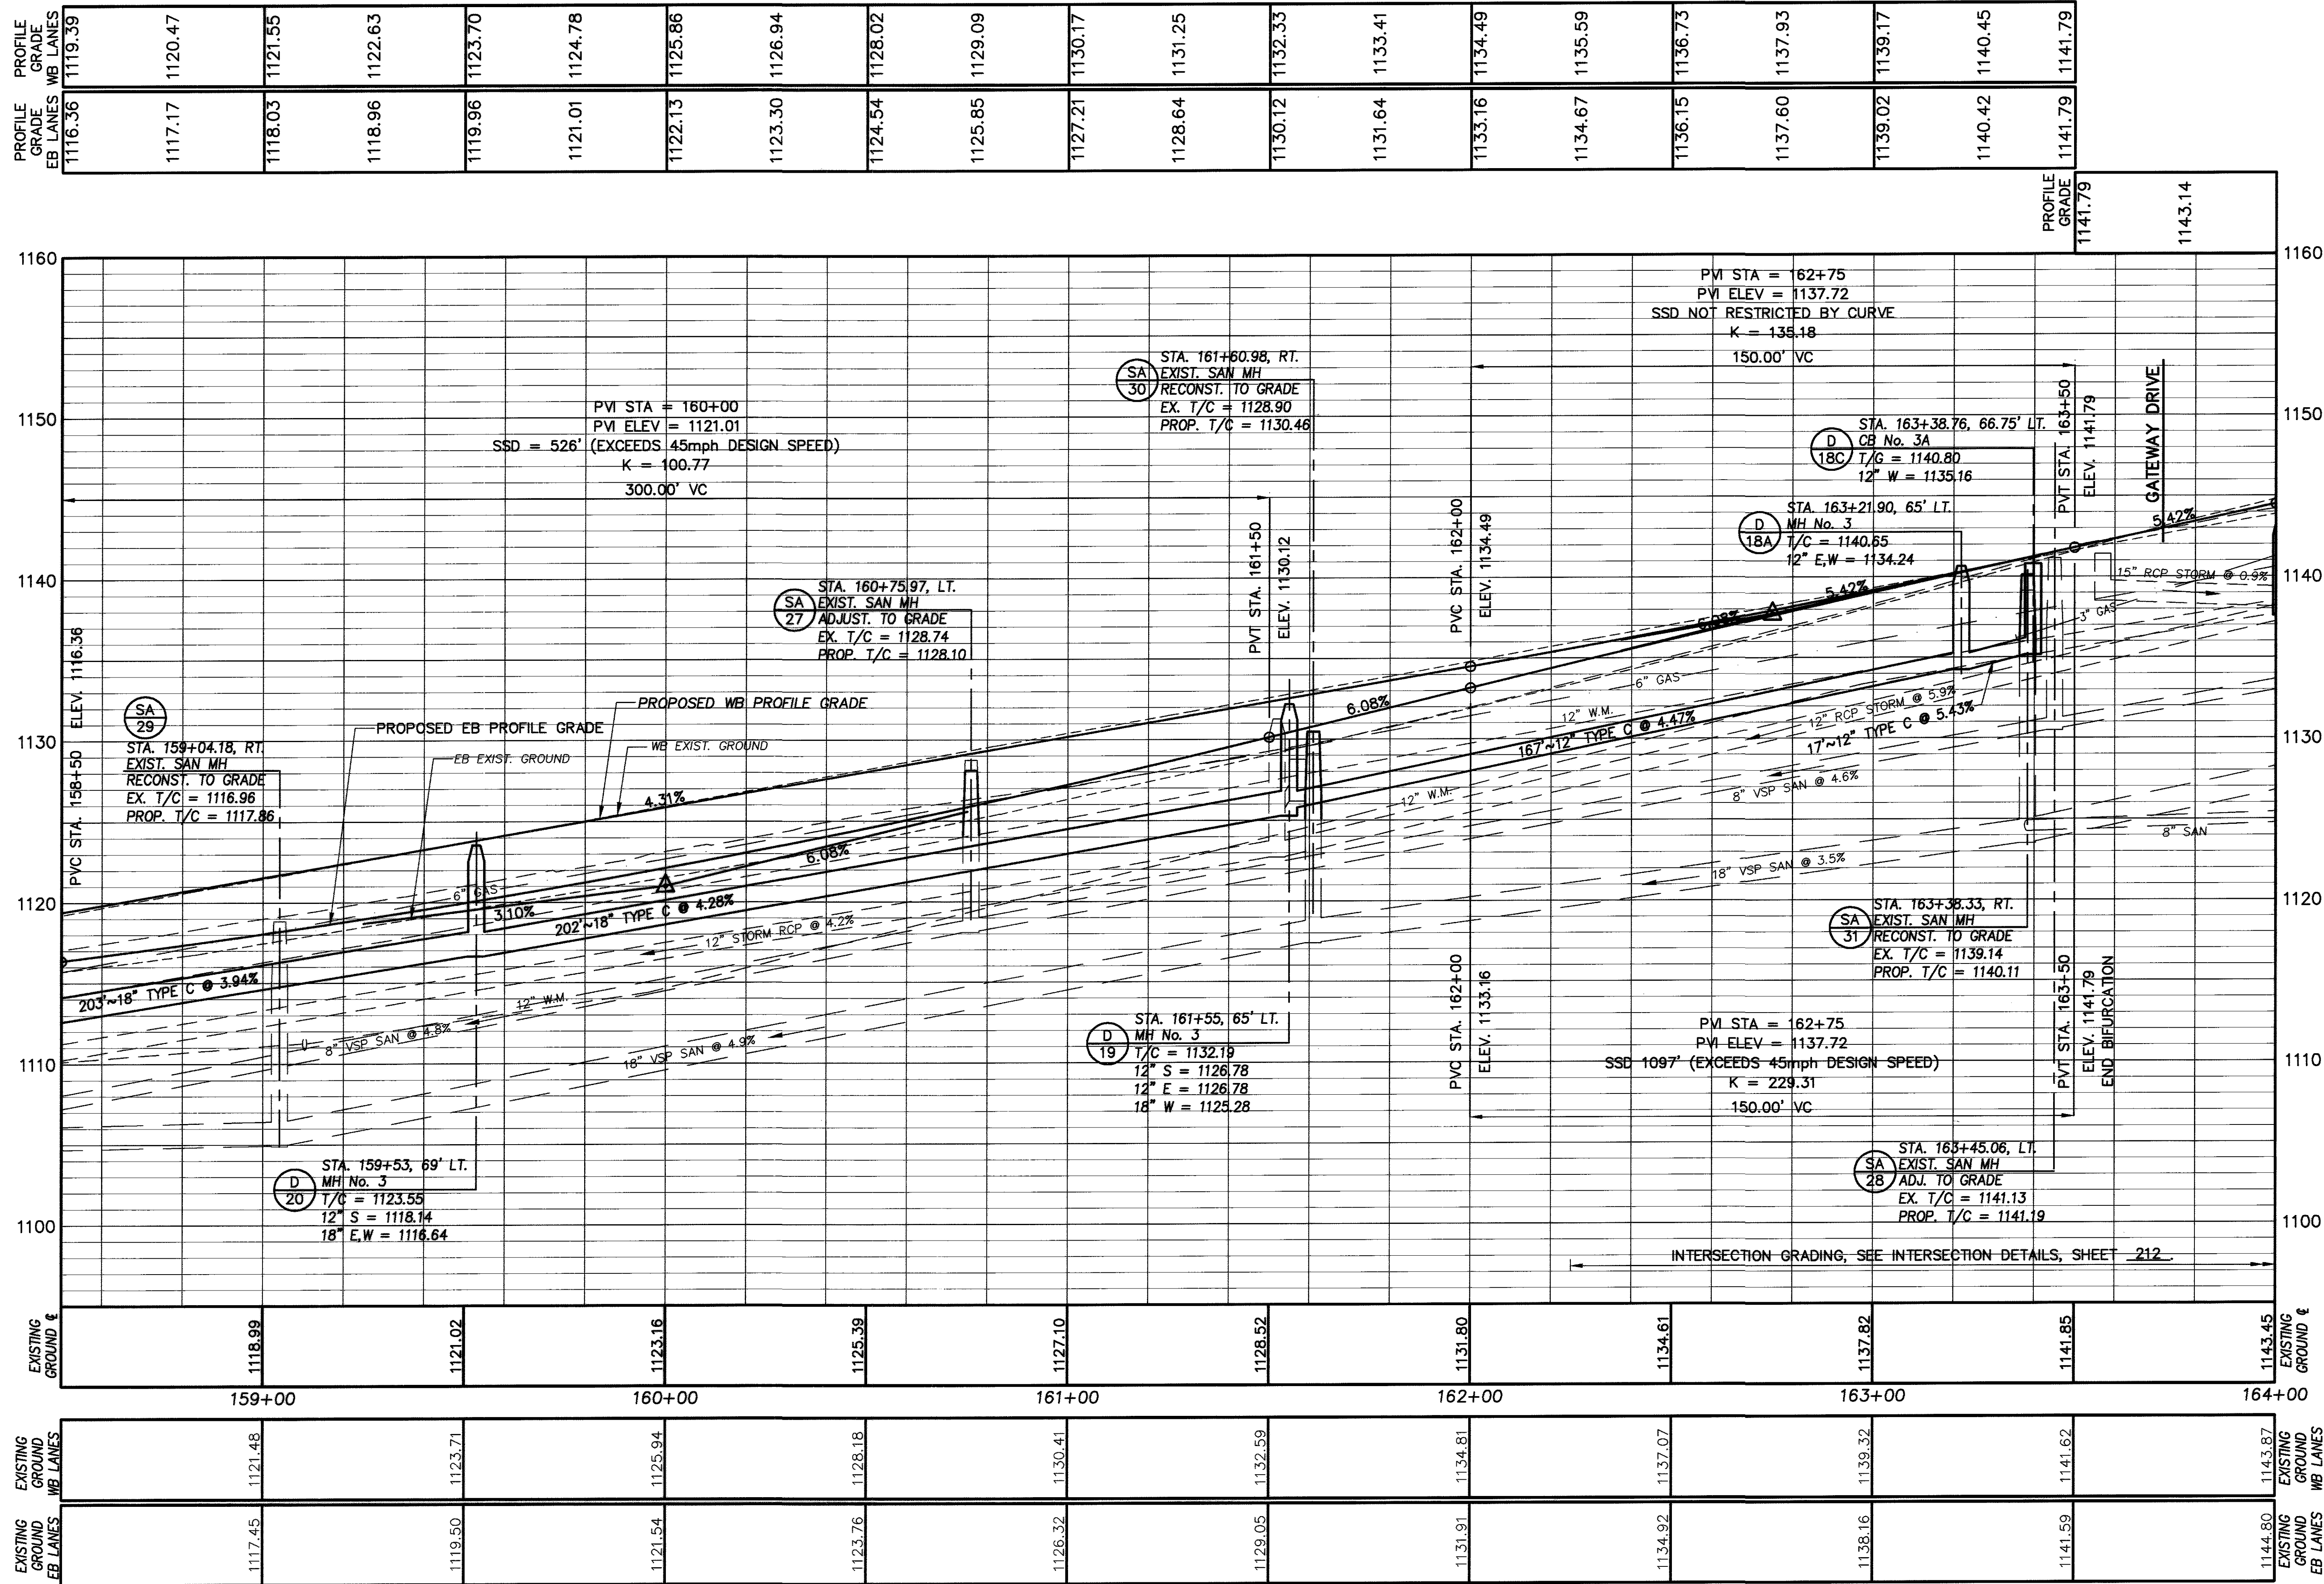 PROFILE
GRADE
WB LANES
1119.39 1120.47 1121.55 1122.63 1123.70 1124.78 1125.86 1126.94 1128.02 1129.09 1130.17 1131.25 1132.33 1133.41 1134.49 1135.59 1136.73 1137.93 1139.17 1140.45 1141.79
PROFILE
GRADE
EB LANES
1116.36 1117.17 1118.03 1118.96 1119.96 1121.01 1122.13 1123.30 1124.54 1125.85 1127.21 1128.64 1130.12 1131.64 1133.16 1134.67 1136.15 1137.60 1139.02 1140.42 1141.79
PROFILE
GRADE
1141.79 1143.14
1160
1160
PVI STA = 162+75
PVI ELEV = 1137.72
SSD NOT RESTRICTED BY CURVE
K = 135.18
150.00' VC
STA. 161+60.98, RT.
SA
30
EXIST. SAN MH
RECONST. TO GRADE
EX. T/C = 1128.90
PROP. T/C = 1130.46
PVI STA = 160+00
PVI ELEV = 1121.01
SSD = 526' (EXCEEDS 45mph DESIGN SPEED)
K = 100.77
300.00' VC
1150
1150
STA. 163+38.76, 66.75' LT.
D
18C
CB No. 3A
T/G = 1140.80
12" W = 1135.16
PVT STA. 163+50
ELEV. 1141.79
GATEWAY DRIVE
STA. 163+21.90, 65' LT.
D
18A
MH No. 3
T/C = 1140.65
12" E,W = 1134.24
PVT STA. 161+50
ELEV. 1130.12
PVC STA. 162+00
ELEV. 1134.49
5.42%
1140
1140
15" RCP STORM @ 0.9%
STA. 160+75.97, LT.
SA
27
EXIST. SAN MH
ADJUST. TO GRADE
EX. T/C = 1128.74
PROP. T/C = 1128.10
5.42%
6.08%
3" GAS
PVC STA. 158+50 ELEV. 1116.36
SA
29
STA. 159+04.18, RT.
EXIST. SAN MH
RECONST. TO GRADE
EX. T/C = 1116.96
PROP. T/C = 1117.86
PROPOSED WB PROFILE GRADE
PROPOSED EB PROFILE GRADE
WB EXIST. GROUND
EB EXIST. GROUND
6" GAS
6.08%
12" W.M.
12" RCP STORM @ 5.9%
167'~12" TYPE C @ 4.47%
17'~12" TYPE C @ 5.43%
1130
1130
8" VSP SAN @ 4.6%
12" W.M.
4.31%
8" SAN
6.08%
18" VSP SAN @ 3.5%
6" GAS
3.10%
1120
1120
202'~18" TYPE C @ 4.28%
12" STORM RCP @ 4.2%
STA. 163+38.33, RT.
SA
31
EXIST. SAN MH
RECONST. TO GRADE
EX. T/C = 1139.14
PROP. T/C = 1140.11
203'~18" TYPE C @ 3.94%
12" W.M.
8" VSP SAN @ 4.8%
18" VSP SAN @ 4.9%
1110
1110
STA. 161+55, 65' LT.
D
19
MH No. 3
T/C = 1132.19
12" S = 1126.78
12" E = 1126.78
18" W = 1125.28
PVC STA. 162+00
ELEV. 1133.16
PVI STA = 162+75
PVI ELEV = 1137.72
SSD 1097' (EXCEEDS 45mph DESIGN SPEED)
K = 229.31
150.00' VC
PVT STA. 163+50
ELEV. 1141.79
END BIFURCATION
STA. 159+53, 69' LT.
D
20
MH No. 3
T/C = 1123.55
12" S = 1118.14
18" E,W = 1116.64
STA. 163+45.06, LT.
SA
28
EXIST. SAN MH
ADJ. TO GRADE
EX. T/C = 1141.13
PROP. T/C = 1141.19
1100
1100
INTERSECTION GRADING, SEE INTERSECTION DETAILS, SHEET 212.
EXISTING
GROUND ℄
1118.99 1121.02 1123.16 1125.39 1127.10 1128.52 1131.80 1134.61 1137.82 1141.85 1143.45
EXISTING
GROUND ℄
159+00 160+00 161+00 162+00 163+00 164+00
EXISTING
GROUND
WB LANES
1121.48 1123.71 1125.94 1128.18 1130.41 1132.59 1134.81 1137.07 1139.32 1141.62 1143.87
EXISTING
GROUND
WB LANES
EXISTING
GROUND
EB LANES
1117.45 1119.50 1121.54 1123.76 1126.32 1129.05 1131.91 1134.92 1138.16 1141.59 1144.80
EXISTING
GROUND
EB LANES